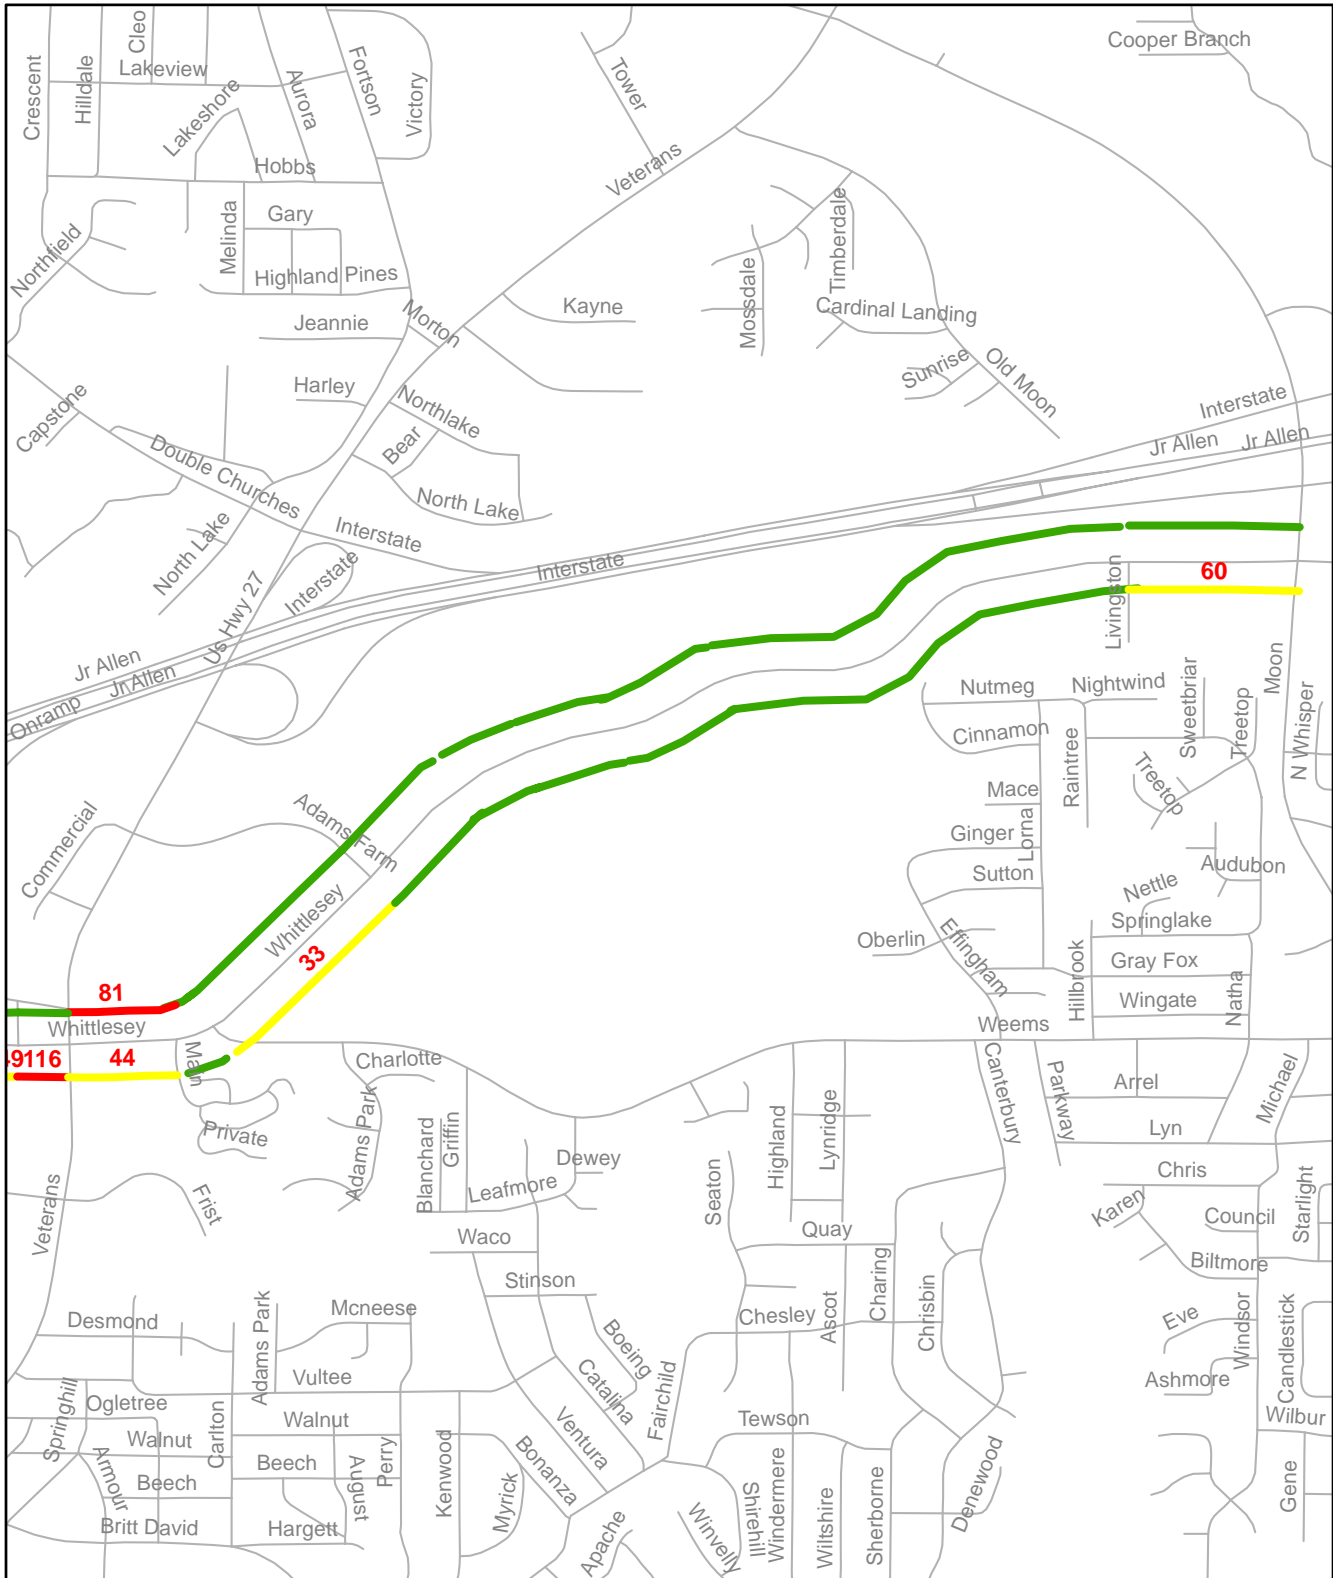 Cooper Branch
Cleo
Crescent
Hilldale
Lakeview
Aurora
Fortson
Victory
Tower
Lakeshore
Hobbs
Veterans
Gary
Melinda
Northfield
Highland Pines
Timberdale
Mossdale
Kayne
Cardinal Landing
Jeannie
Morton
Sunrise
Old Moon
Harley
Northlake
Interstate
Capstone
Bear
Jr Allen
Jr Allen
Double Churches
North Lake
Interstate
North Lake
Interstate
Interstate
Us Hwy 27
60
Livingston
Jr Allen
Jr Allen
Onramp
Moon
Nutmeg
Nightwind
Sweetbriar
Treetop
N Whisper
Cinnamon
Raintree
Treetop
Mace
Adams Farm
Commercial
Ginger
Lorna
Sutton
Audubon
Nettle
Whittlesey
Springlake
33
Oberlin
Effingham
Hillbrook
Gray Fox
Natha
81
Wingate
Whittlesey
Weems
116
44
Main
Charlotte
Canterbury
Parkway
Arrel
Michael
Private
Adams Park
Blanchard
Griffin
Highland
Lynridge
Lyn
Dewey
Leafmore
Seaton
Chris
Veterans
Frist
Karen
Council
Starlight
Waco
Quay
Biltmore
Stinson
Charing
Chrisbin
Desmond
Adams Park
Mcneese
Chesley
Ascot
Eve
Windsor
Candlestick
Boeing
Vultee
Catalina
Fairchild
Ashmore
Springhill
Ogletree
Walnut
Tewson
Wilbur
Walnut
Carlton
Ventura
Armour
Beech
Beech
August
Perry
Kenwood
Bonanza
Myrick
Shirehill
Windermere
Wiltshire
Sherborne
Denewood
Gene
Britt David
Hargett
Apache
Winvelly